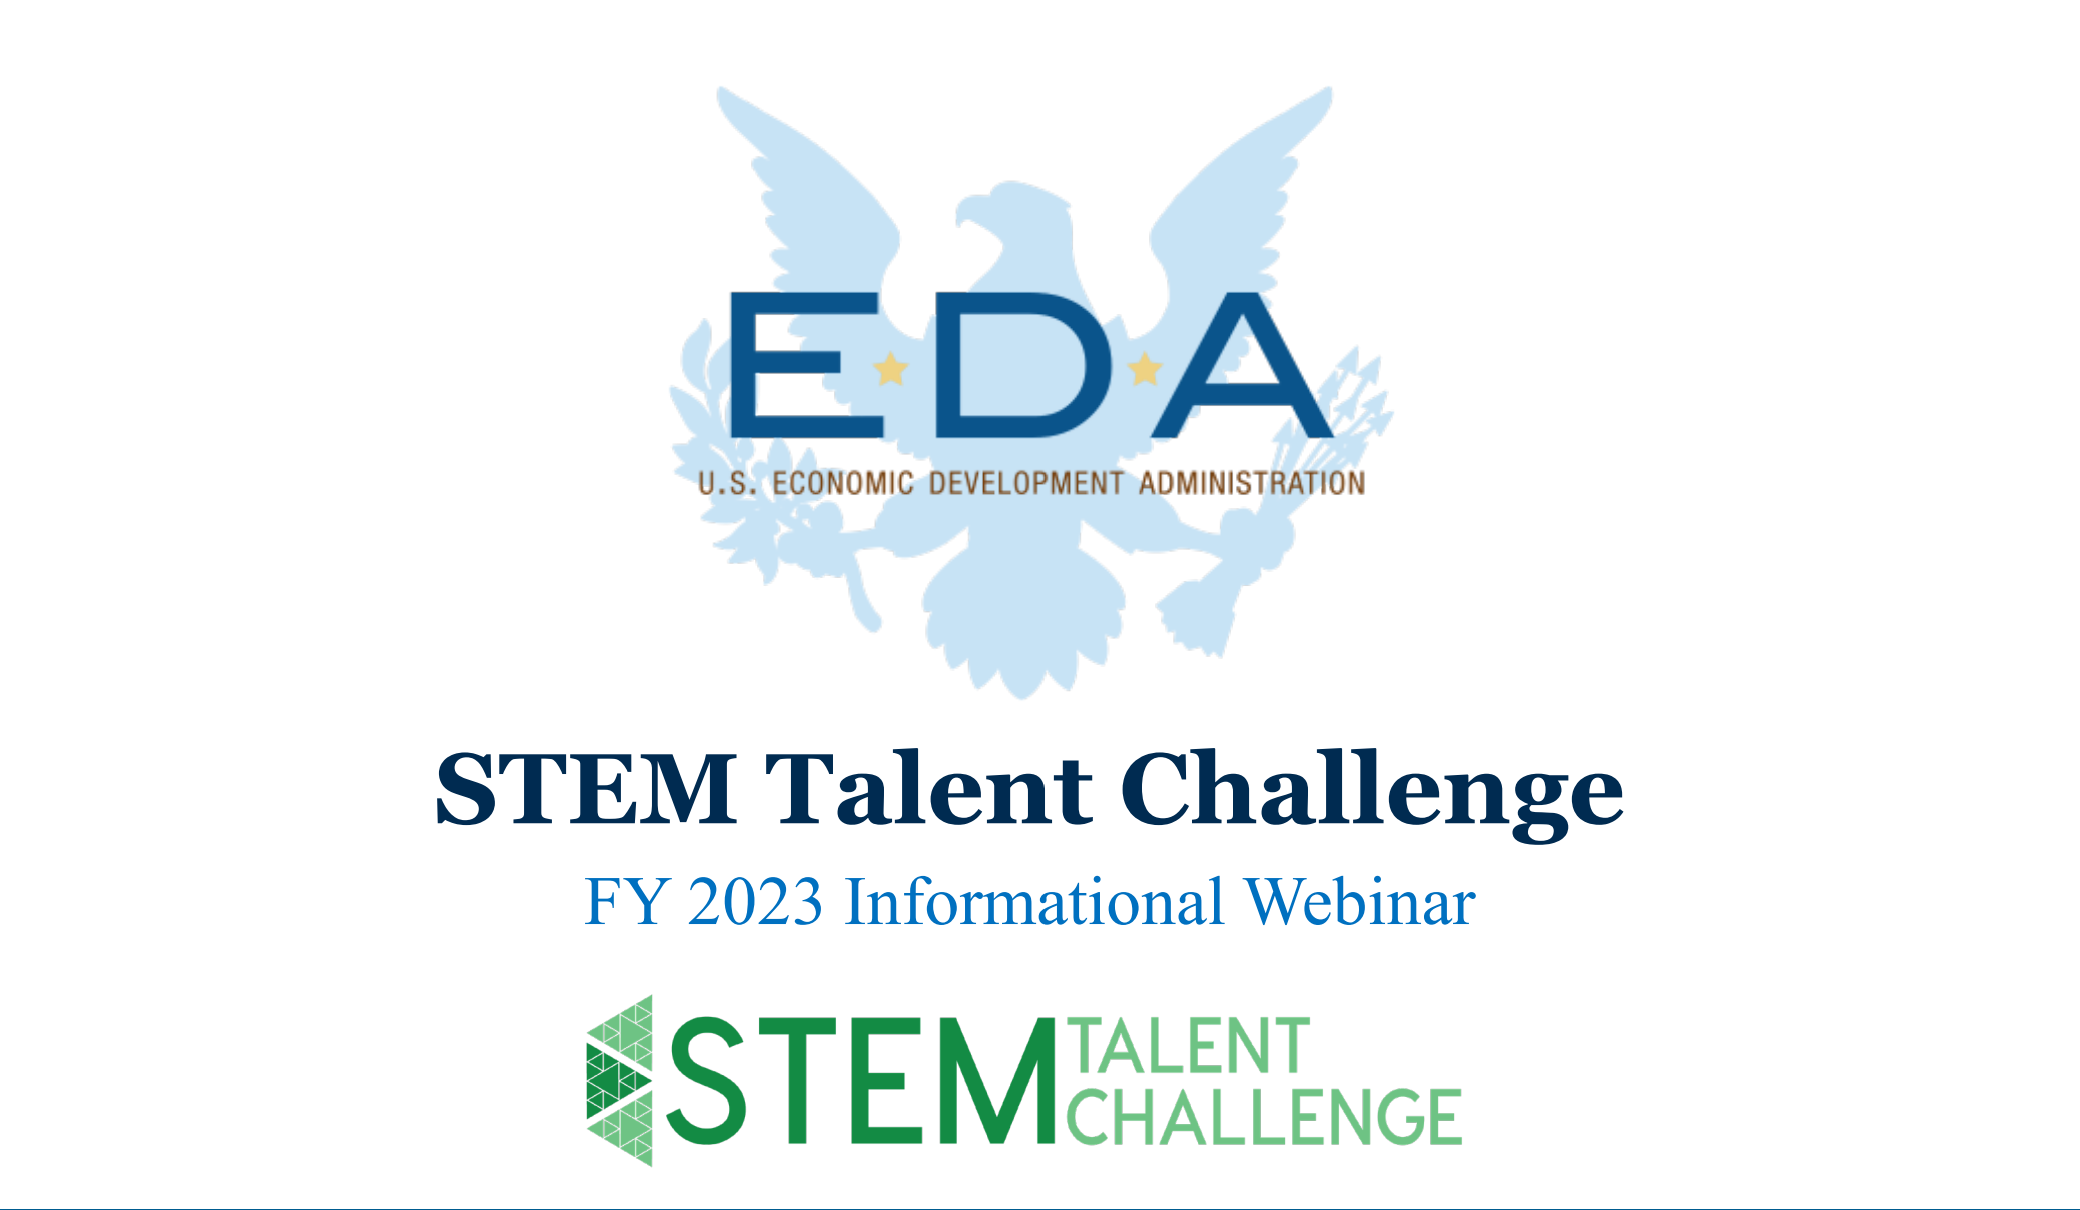 E★D★A
U.S. ECONOMIC DEVELOPMENT ADMINISTRATION
STEM Talent Challenge
FY 2023 Informational Webinar
STEM TALENT
CHALLENGE